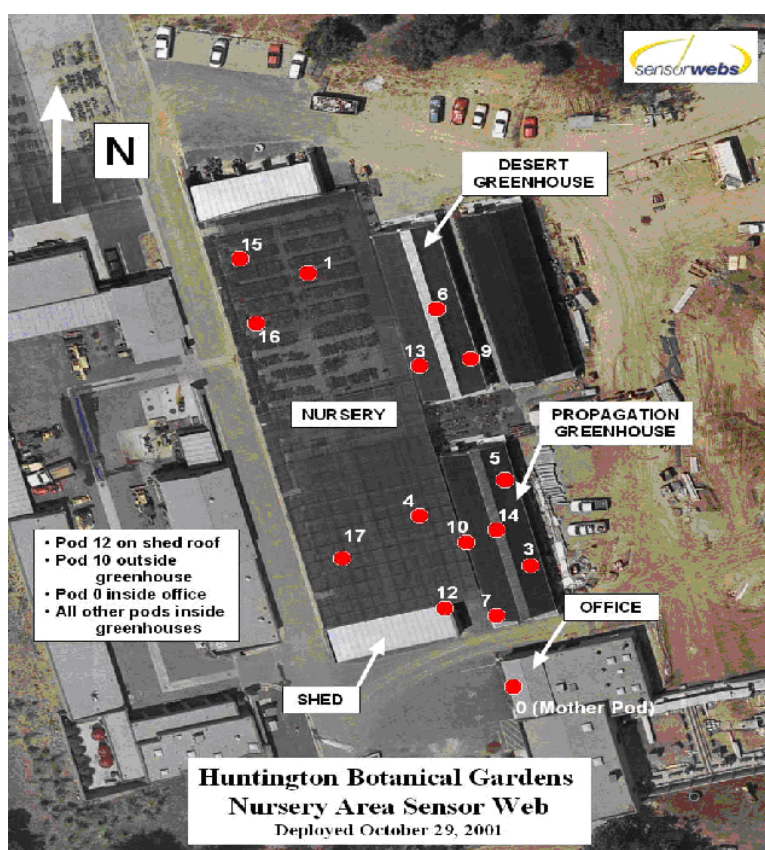 sensorwebs
N
DESERT
GREENHOUSE
15
1
6
16
13
9
NURSERY
PROPAGATION
GREENHOUSE
5
4
14
17
10
3
• Pod 12 on shed roof
• Pod 10 outside
greenhouse
• Pod 0 inside office
• All other pods inside
greenhouses
12
7
OFFICE
SHED
0 (Mother Pod)
Huntington Botanical Gardens
Nursery Area Sensor Web
Deployed October 29, 2001